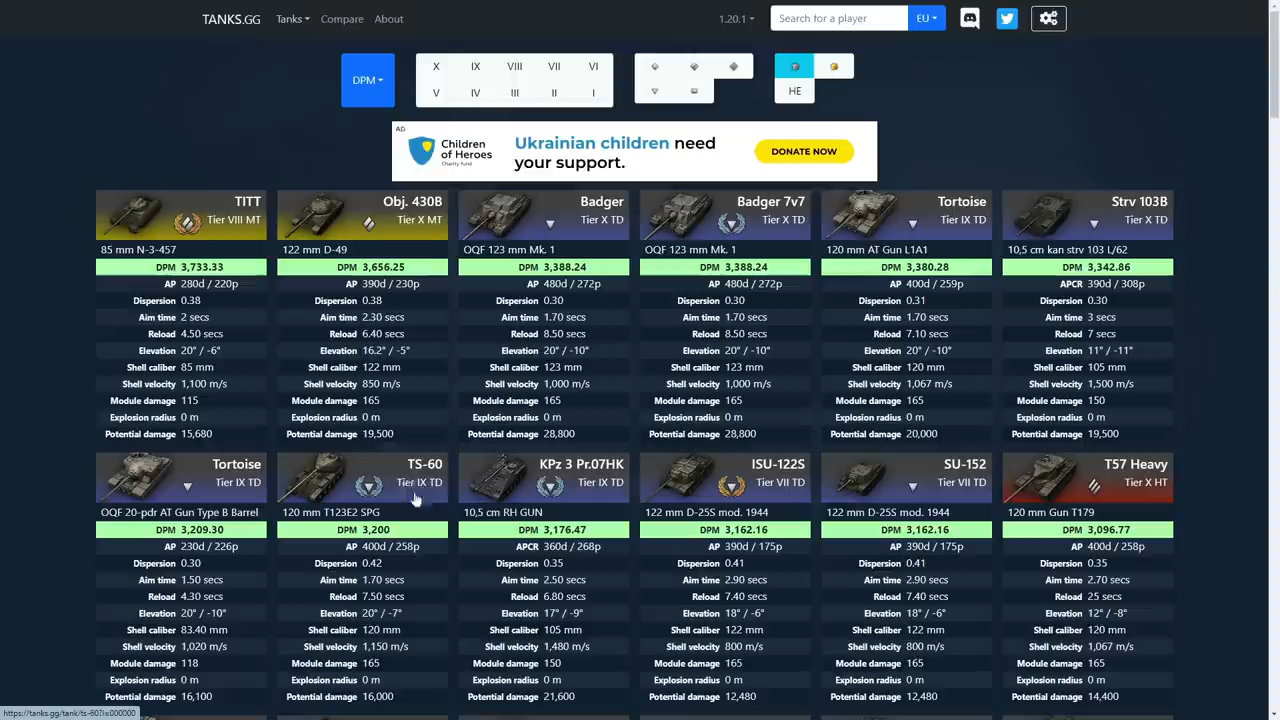 TANKS.GG Tanks Compare About 1.20.1 Search for a player EU
DPM X IX VIII VII VI
V IV III II I HE
AD
Children of Heroes Charity Fund
Ukrainian children need
your support.
DONATE NOW
TITT
Tier VIII MT
85 mm N-3-457
DPM 3,733.33
AP 280d / 220p
Dispersion 0.38
Aim time 2 secs
Reload 4.50 secs
Elevation 20° / -6°
Shell caliber 85 mm
Shell velocity 1,100 m/s
Module damage 115
Explosion radius 0 m
Potential damage 15,680
Obj. 430B
Tier X MT
122 mm D-49
DPM 3,656.25
AP 390d / 230p
Dispersion 0.38
Aim time 2.30 secs
Reload 6.40 secs
Elevation 16.2° / -5°
Shell caliber 122 mm
Shell velocity 850 m/s
Module damage 165
Explosion radius 0 m
Potential damage 19,500
Badger
Tier X TD
OQF 123 mm Mk. 1
DPM 3,388.24
AP 480d / 272p
Dispersion 0.30
Aim time 1.70 secs
Reload 8.50 secs
Elevation 20° / -10°
Shell caliber 123 mm
Shell velocity 1,000 m/s
Module damage 165
Explosion radius 0 m
Potential damage 28,800
Badger 7v7
Tier X TD
OQF 123 mm Mk. 1
DPM 3,388.24
AP 480d / 272p
Dispersion 0.30
Aim time 1.70 secs
Reload 8.50 secs
Elevation 20° / -10°
Shell caliber 123 mm
Shell velocity 1,000 m/s
Module damage 165
Explosion radius 0 m
Potential damage 28,800
Tortoise
Tier IX TD
120 mm AT Gun L1A1
DPM 3,380.28
AP 400d / 259p
Dispersion 0.31
Aim time 1.70 secs
Reload 7.10 secs
Elevation 20° / -10°
Shell caliber 120 mm
Shell velocity 1,067 m/s
Module damage 165
Explosion radius 0 m
Potential damage 20,000
Strv 103B
Tier X TD
10,5 cm kan strv 103 L/62
DPM 3,342.86
APCR 390d / 308p
Dispersion 0.30
Aim time 3 secs
Reload 7 secs
Elevation 11° / -11°
Shell caliber 105 mm
Shell velocity 1,500 m/s
Module damage 150
Explosion radius 0 m
Potential damage 19,500
Tortoise
Tier IX TD
OQF 20-pdr AT Gun Type B Barrel
DPM 3,209.30
AP 230d / 226p
Dispersion 0.30
Aim time 1.50 secs
Reload 4.30 secs
Elevation 20° / -10°
Shell caliber 83.40 mm
Shell velocity 1,020 m/s
Module damage 118
Explosion radius 0 m
Potential damage 16,100
TS-60
Tier IX TD
120 mm T123E2 SPG
DPM 3,200
AP 400d / 258p
Dispersion 0.42
Aim time 1.70 secs
Reload 7.50 secs
Elevation 20° / -7°
Shell caliber 120 mm
Shell velocity 1,150 m/s
Module damage 165
Explosion radius 0 m
Potential damage 16,000
KPz 3 Pr.07HK
Tier IX TD
10,5 cm RH GUN
DPM 3,176.47
APCR 360d / 268p
Dispersion 0.35
Aim time 2.50 secs
Reload 6.80 secs
Elevation 17° / -9°
Shell caliber 105 mm
Shell velocity 1,480 m/s
Module damage 150
Explosion radius 0 m
Potential damage 21,600
ISU-122S
Tier VII TD
122 mm D-25S mod. 1944
DPM 3,162.16
AP 390d / 175p
Dispersion 0.41
Aim time 2.90 secs
Reload 7.40 secs
Elevation 18° / -6°
Shell caliber 122 mm
Shell velocity 800 m/s
Module damage 165
Explosion radius 0 m
Potential damage 12,480
SU-152
Tier VII TD
122 mm D-25S mod. 1944
DPM 3,162.16
AP 390d / 175p
Dispersion 0.41
Aim time 2.90 secs
Reload 7.40 secs
Elevation 18° / -6°
Shell caliber 122 mm
Shell velocity 800 m/s
Module damage 165
Explosion radius 0 m
Potential damage 12,480
T57 Heavy
Tier X HT
120 mm Gun T179
DPM 3,096.77
AP 400d / 258p
Dispersion 0.35
Aim time 2.70 secs
Reload 25 secs
Elevation 12° / -8°
Shell caliber 120 mm
Shell velocity 1,067 m/s
Module damage 165
Explosion radius 0 m
Potential damage 14,400
https://tanks.gg/tank/ts-60?l=000000